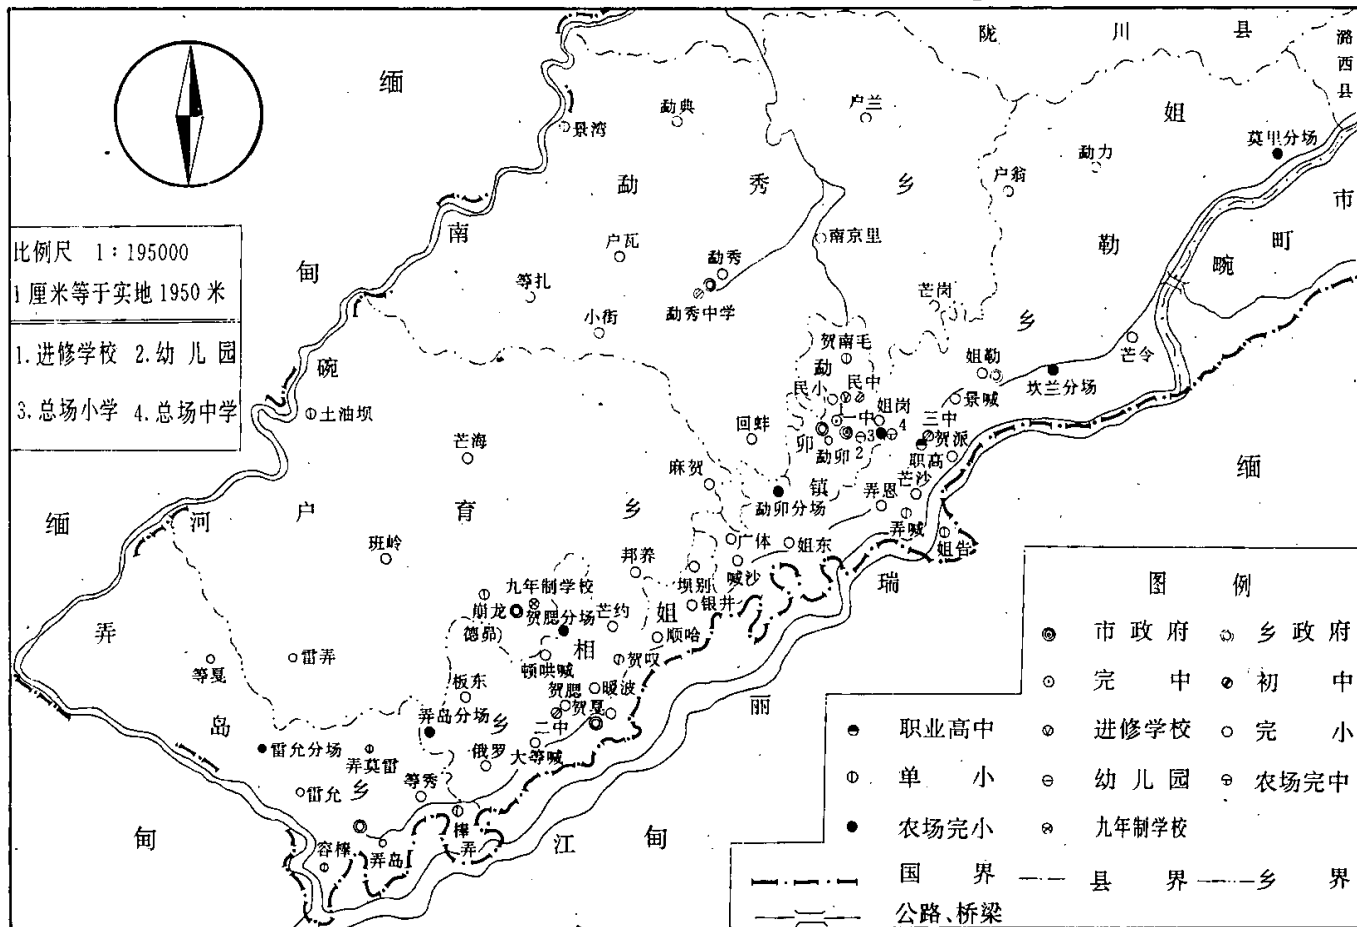 陇川县
潞西县
缅
甸
景湾
勐典
户兰
姐
勒
乡
莫里分场
勐力
户翁
勐秀乡
畹町市
南
碗
河
比例尺 1：195000
1厘米等于实地1950米
1.进修学校 2.幼儿园
3.总场小学 4.总场中学
户瓦
南京里
勐秀
等扎
勐秀中学
小街
芒岗
贺南毛
勐
卯
镇
民小
民中
姐勒
坎兰分场
芒令
景喊
土油坝
回蚌
一中
姐岗
4
3
2
勐卯
三中
贺派
职高
芒海
麻贺
芒沙
弄恩
勐卯分场
弄喊
姐告
缅
甸
户育乡
缅
甸
班岭
邦养
广体
姐东
喊沙
坝别
银井
瑞
丽
江
九年制学校
崩龙
德昂
贺腮分场
芒约
姐
相
乡
顺哈
弄
岛
乡
等戛
雷弄
顿哄喊
贺叹
板东
贺腮
暖波
贺戛
弄岛分场
二中
大等喊
雷允分场
弄莫雷
俄罗
雷允
等秀
弄岛
容棒
棒弄
图例
市政府
乡政府
完中
初中
职业高中
进修学校
完小
单小
幼儿园
农场完中
农场完小
九年制学校
国界
县界
乡界
公路、桥梁